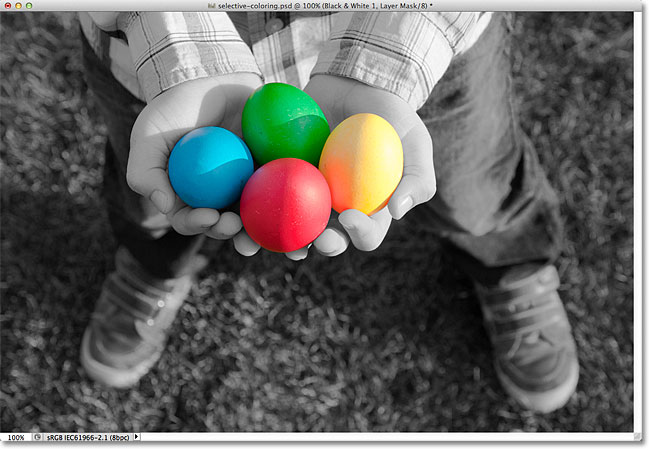 selective-coloring.psd @ 100% (Black & White 1, Layer Mask/8) *
100%
sRGB IEC61966-2.1 (8bpc)